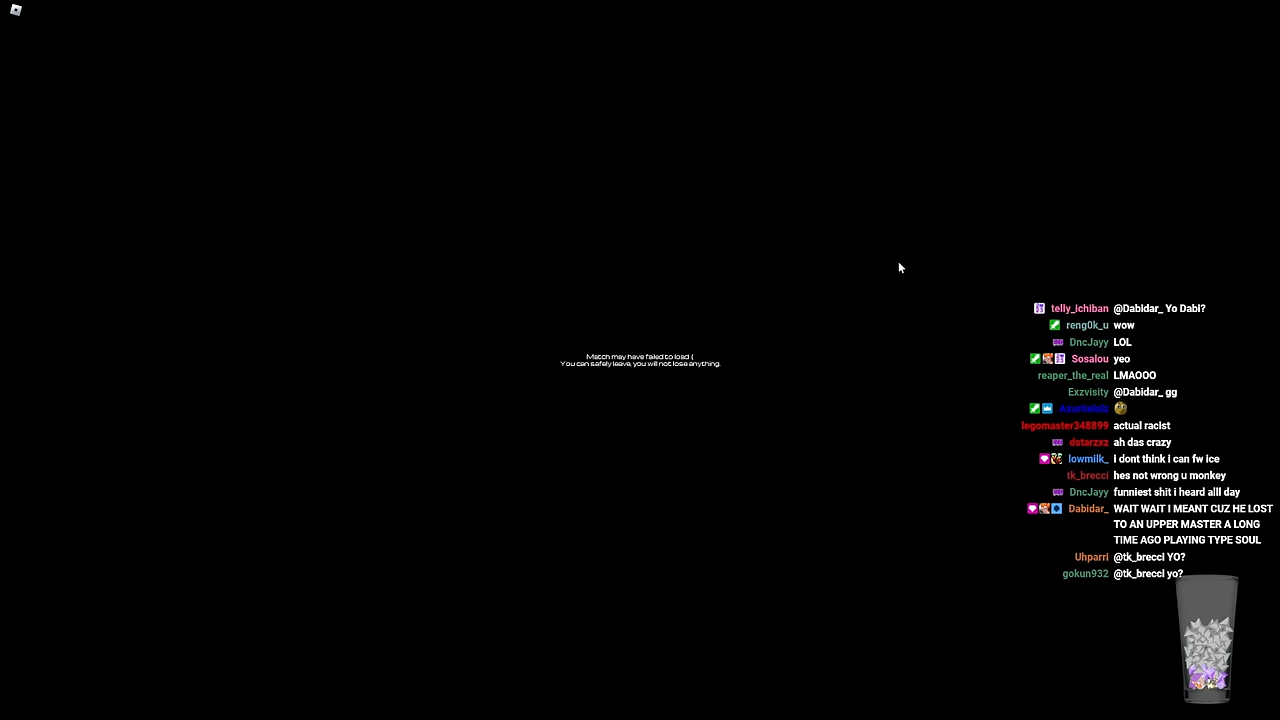 Match may have failed to load :(
You can safely leave, you will not lose anything.
telly_ichiban @Dabidar_ Yo Dabi?
reng0k_u wow
DncJayy LOL
Sosalou yeo
reaper_the_real LMAOOO
Exzvisity @Dabidar_ gg
legomaster348899 actual racist
dstarzxz ah das crazy
lowmilk_ i dont think i can fw ice
tk_brecci hes not wrong u monkey
DncJayy funniest shit i heard alll day
Dabidar_ WAIT WAIT I MEANT CUZ HE LOST
TO AN UPPER MASTER A LONG
TIME AGO PLAYING TYPE SOUL
Uhparri @tk_brecci YO?
gokun932 @tk_brecci yo?